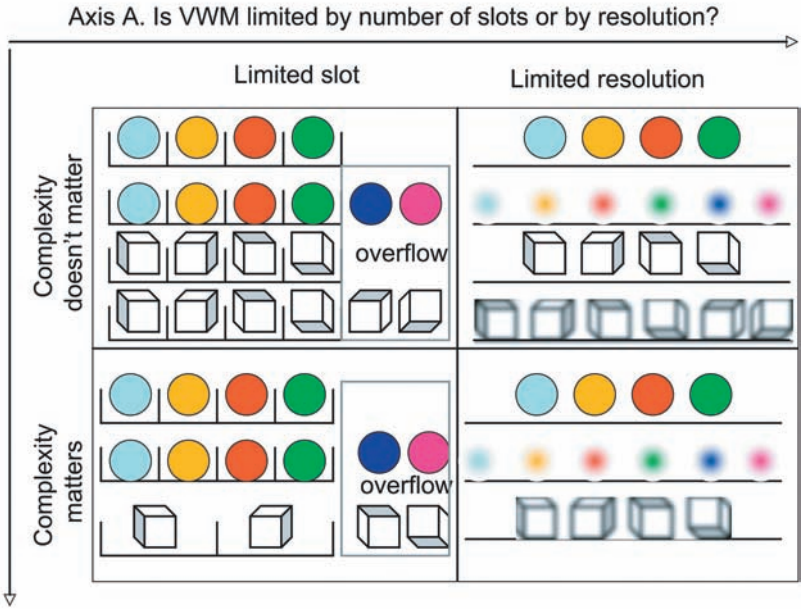 Axis A. Is VWM limited by number of slots or by resolution?
Limited slot
Limited resolution
Complexity
doesn't matter
overflow
Complexity
matters
overflow